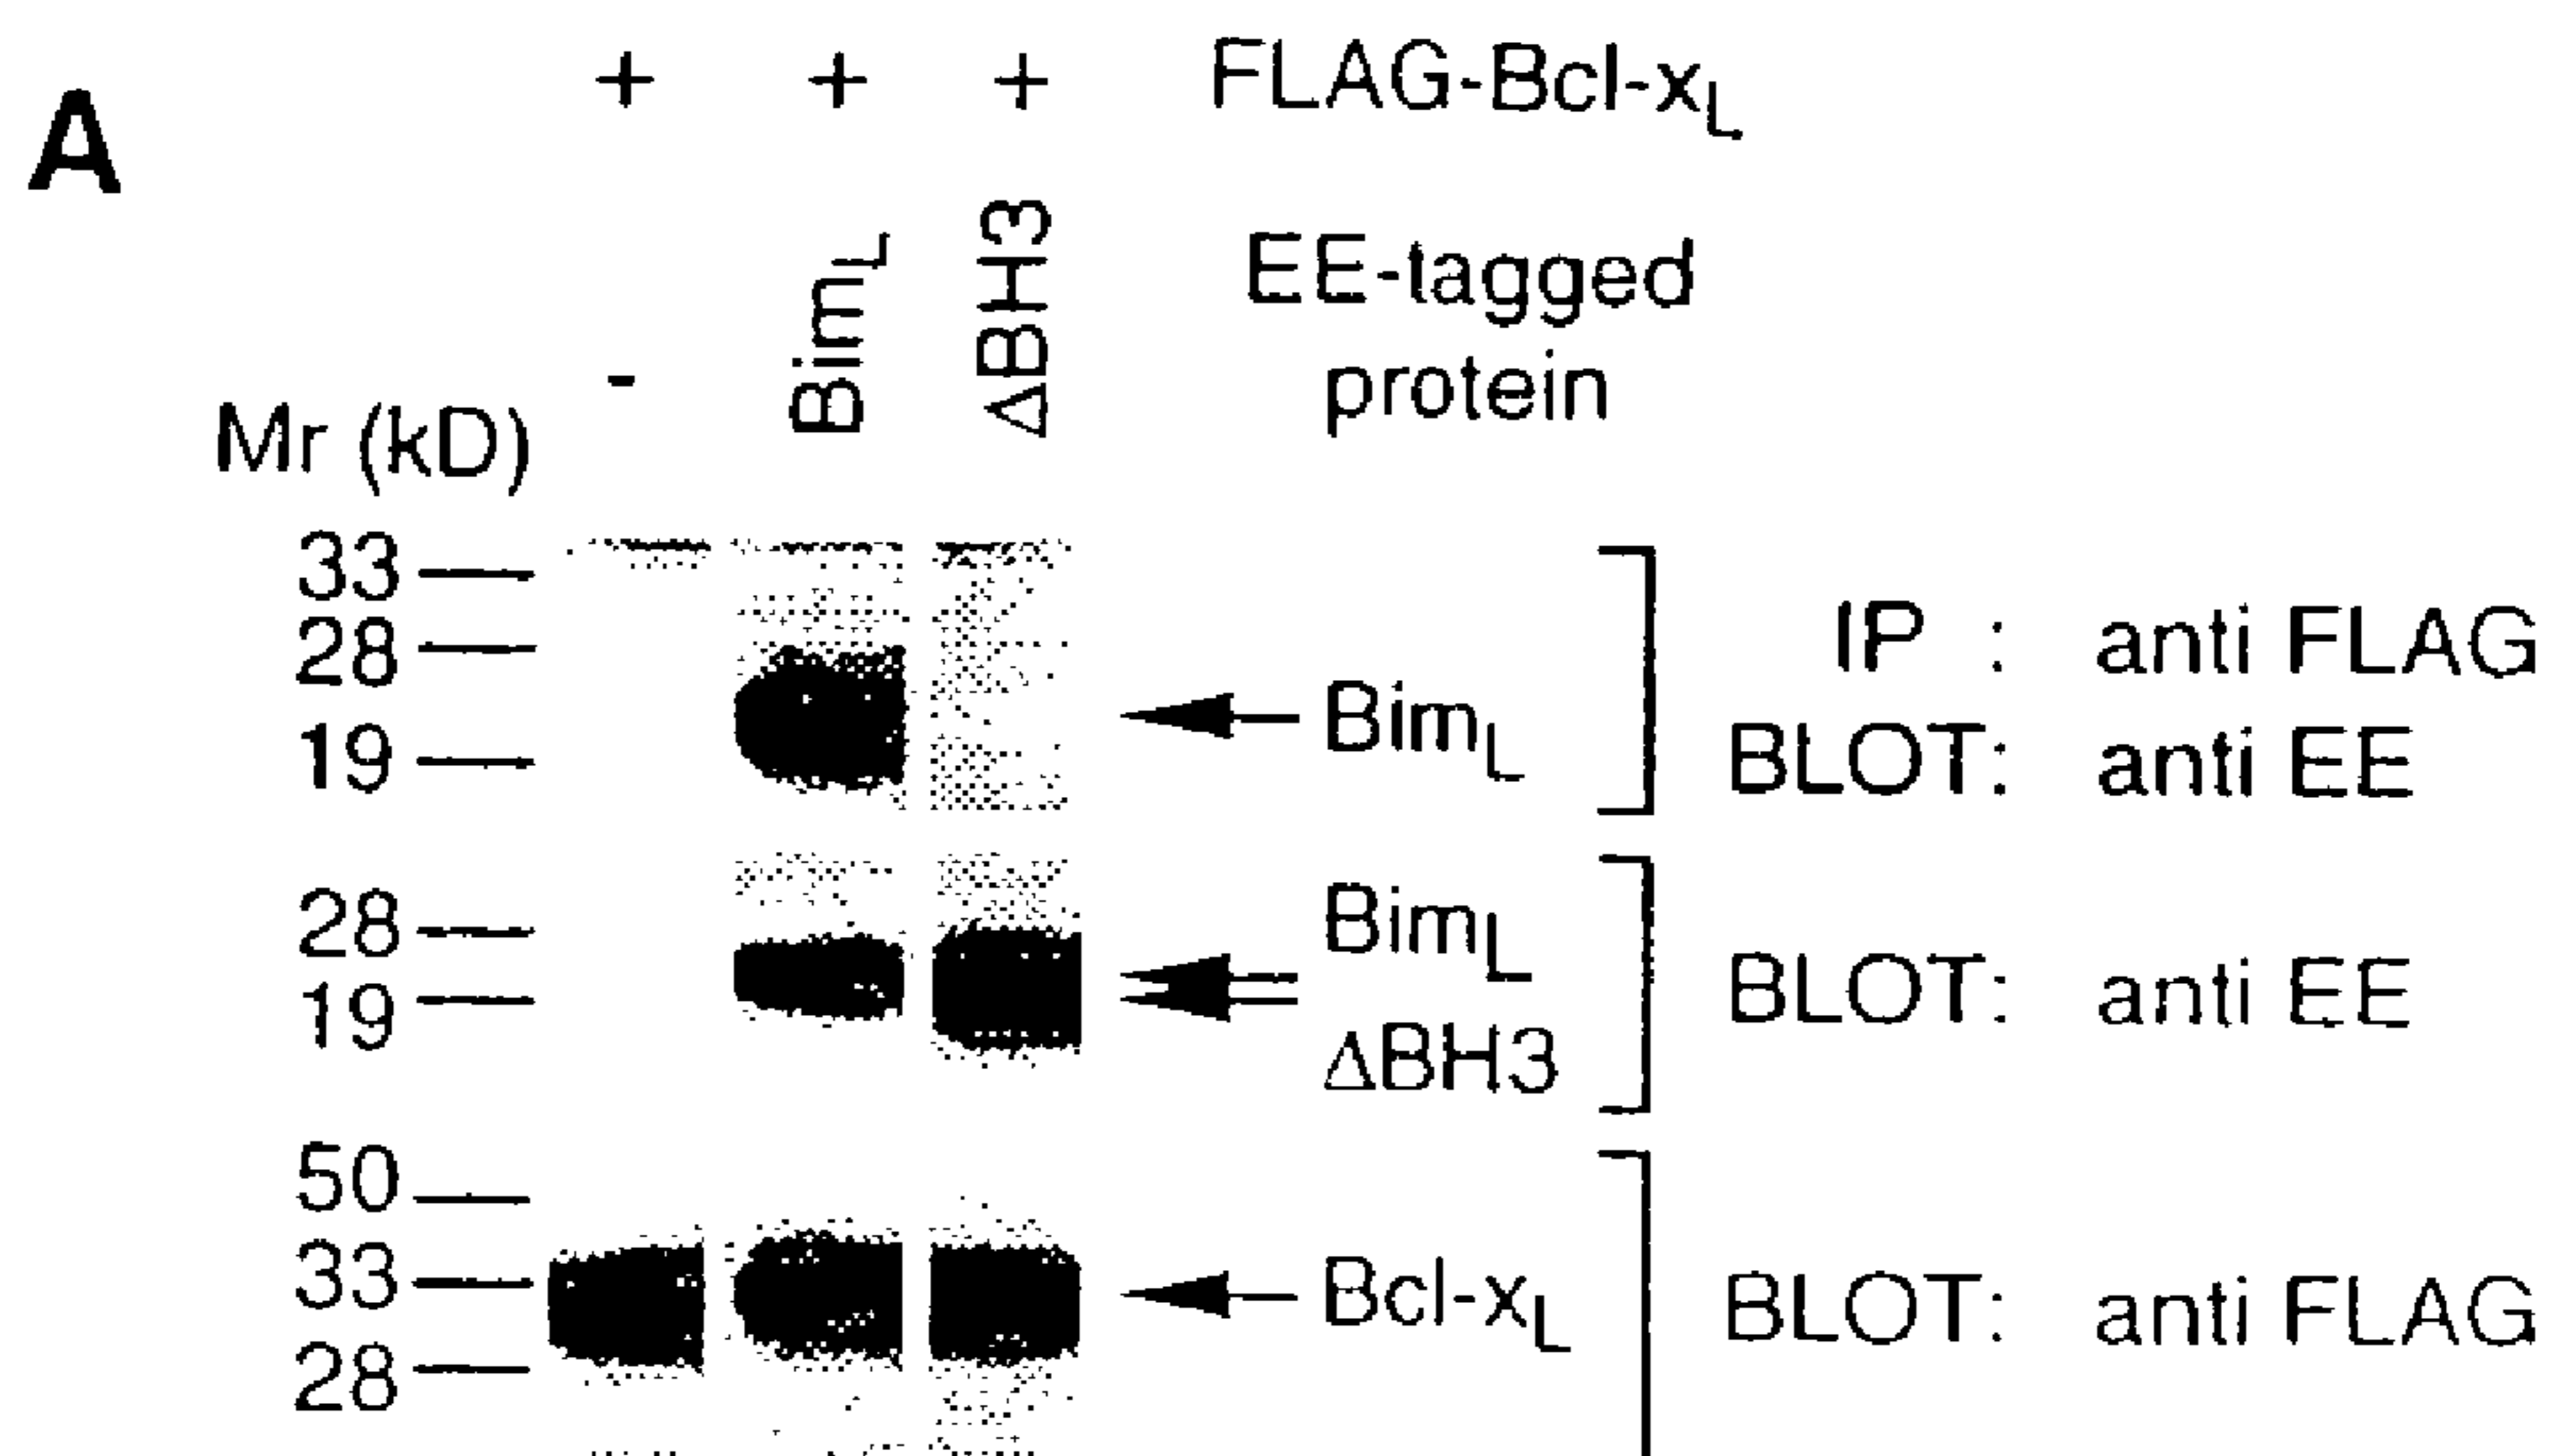 A
+ + + FLAG-Bcl-xL
- BimL ΔBH3 EE-tagged
protein
Mr (kD)
33
28
19
BimL
IP : anti FLAG
BLOT: anti EE
28
19
BimL
ΔBH3
BLOT: anti EE
50
33
28
Bcl-xL
BLOT: anti FLAG